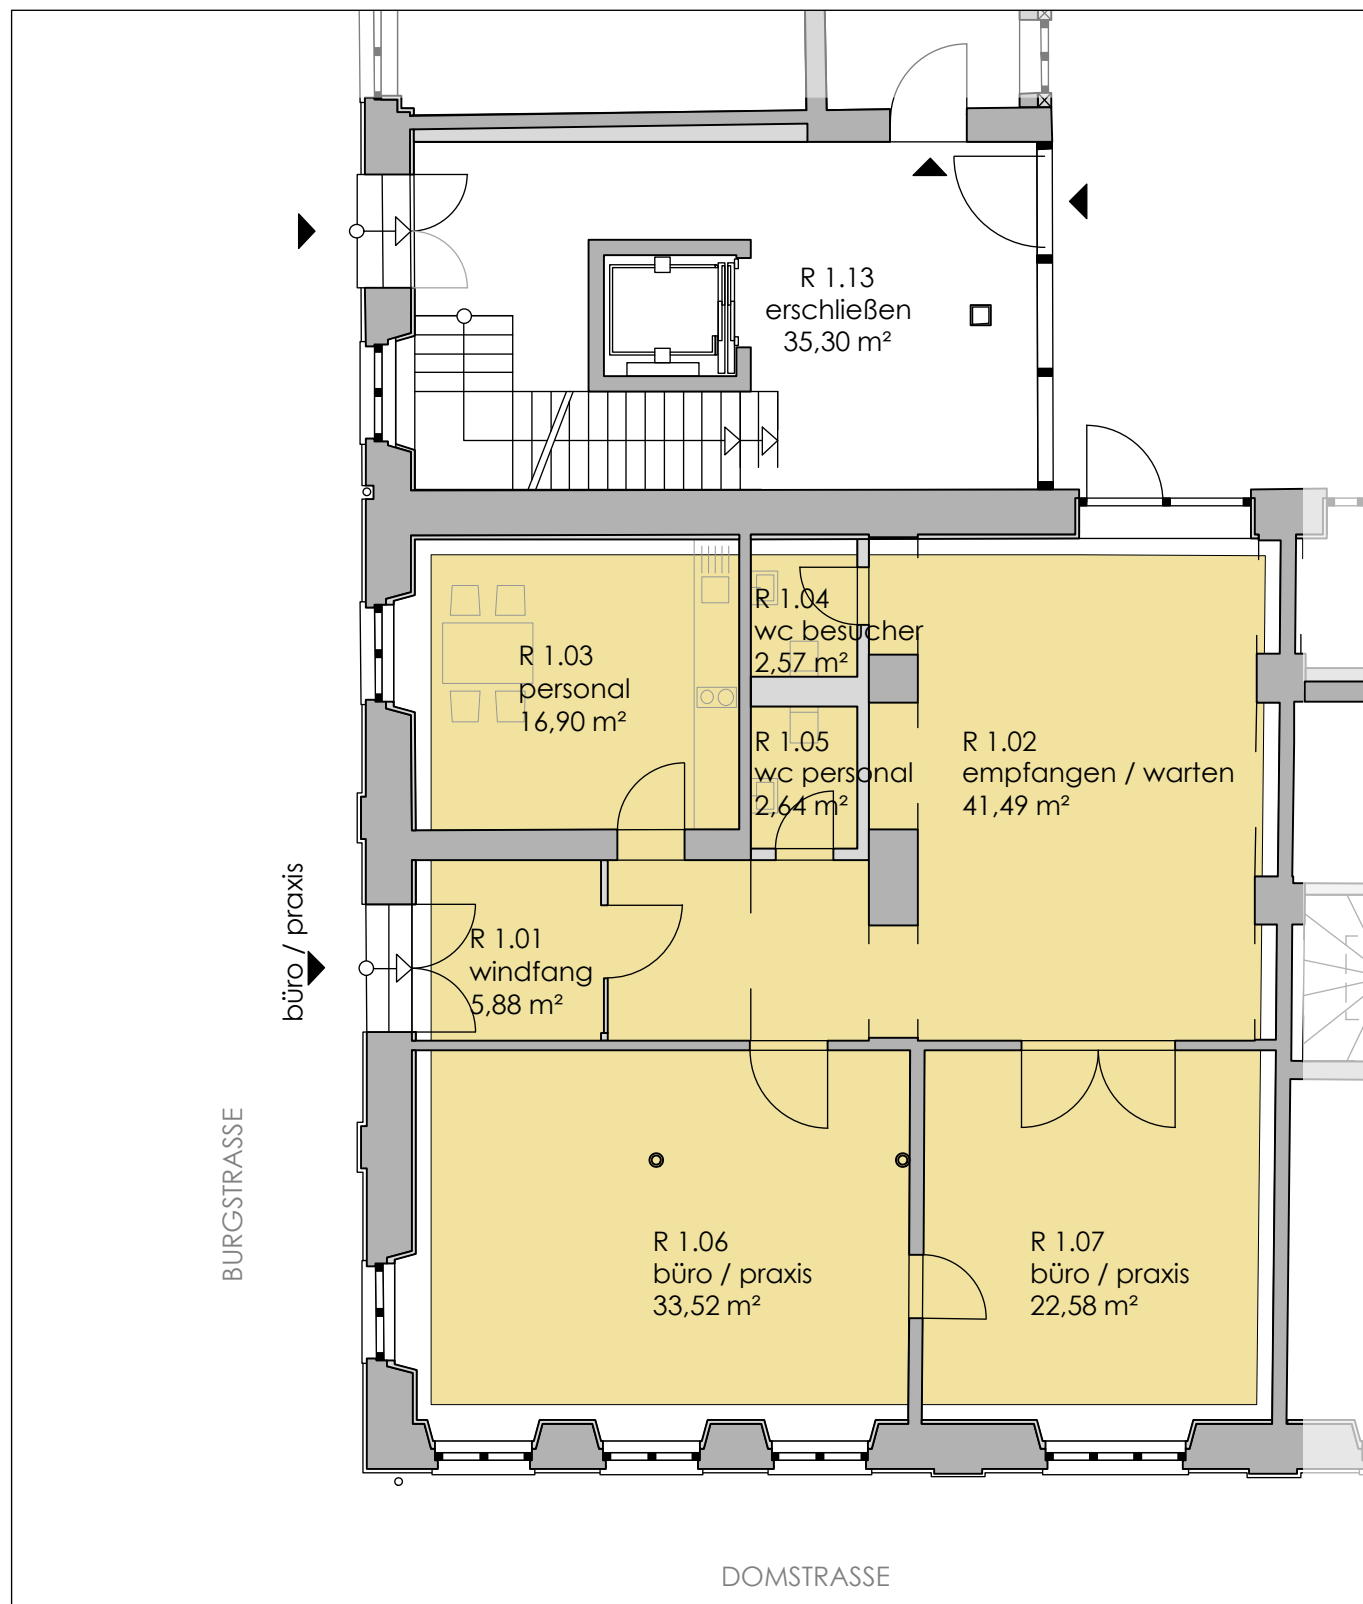 R 1.13
erschließen
35,30 m²
R 1.04
wc besucher
2,57 m²
R 1.03
personal
16,90 m²
R 1.05
wc personal
2,64 m²
R 1.02
empfangen / warten
41,49 m²
büro / praxis
R 1.01
windfang
5,88 m²
BURGSTRASSE
R 1.06
büro / praxis
33,52 m²
R 1.07
büro / praxis
22,58 m²
DOMSTRASSE